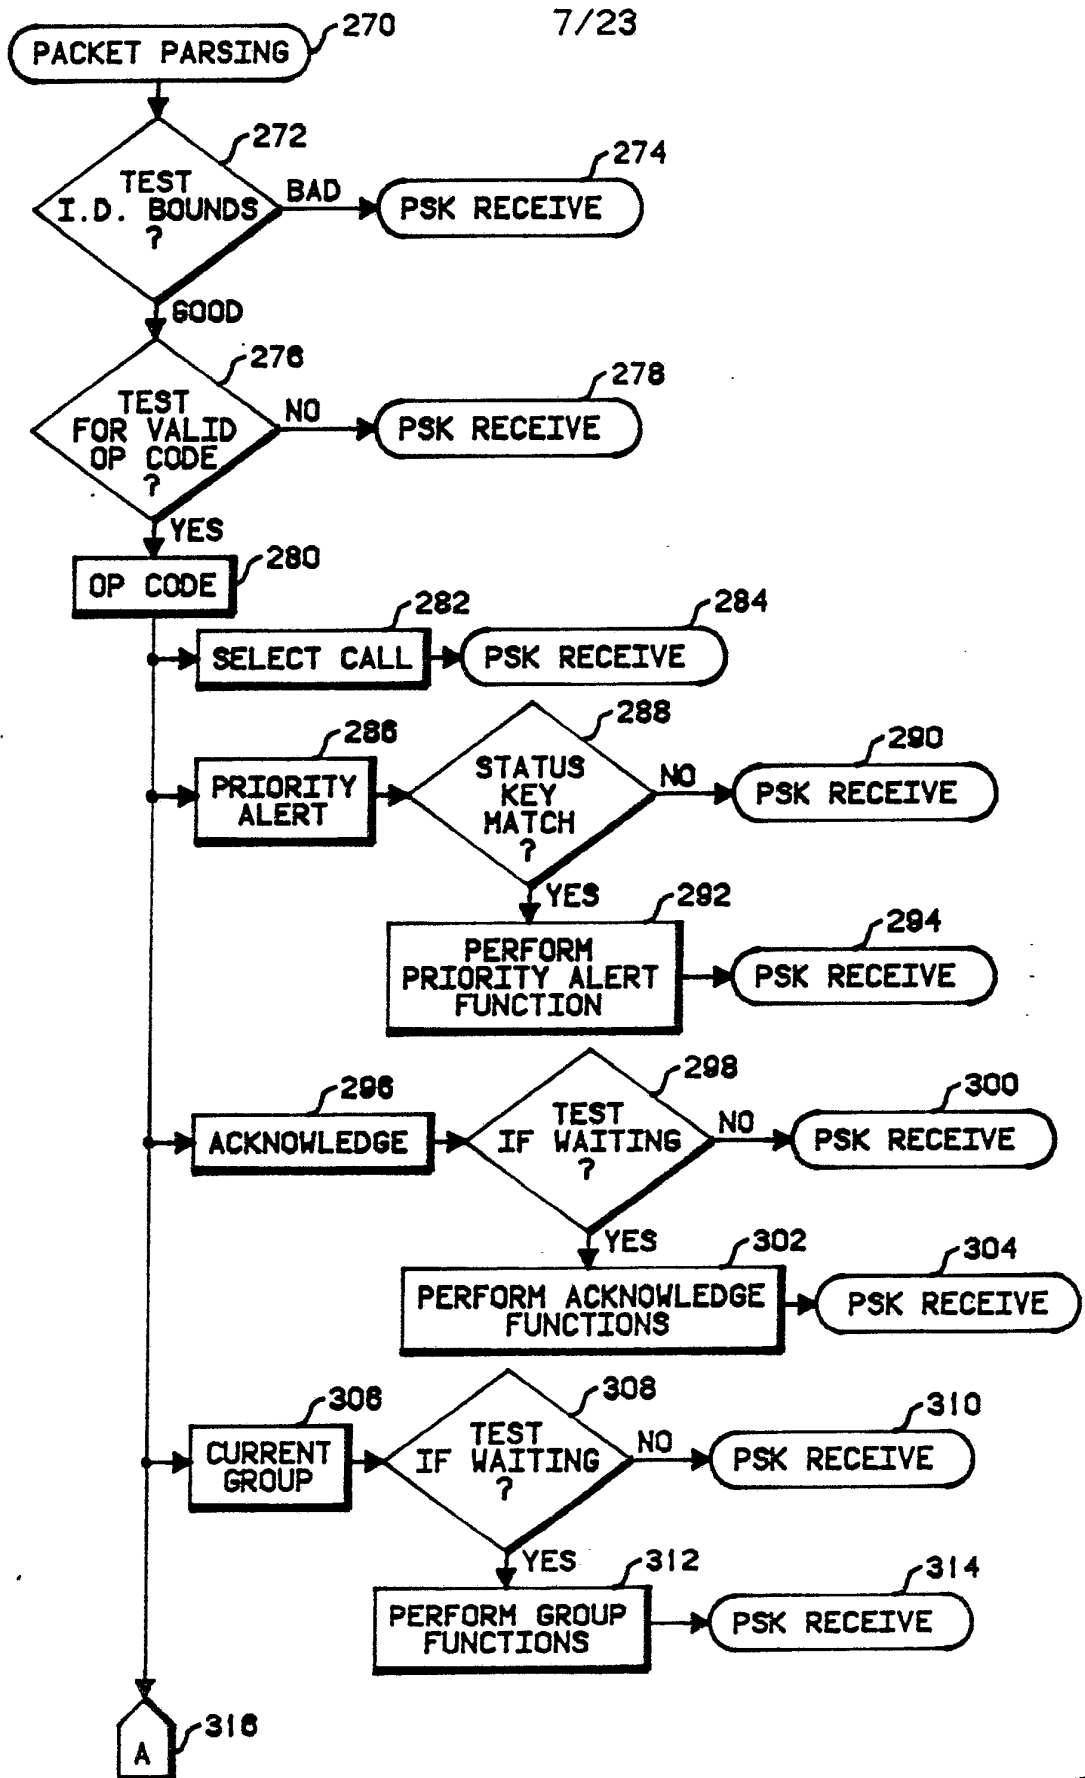 7/23
PACKET PARSING
270
TEST
I.D. BOUNDS
?
272
BAD
PSK RECEIVE
274
GOOD
TEST
FOR VALID
OP CODE
?
276
NO
PSK RECEIVE
278
YES
OP CODE
280
SELECT CALL
282
PSK RECEIVE
284
PRIORITY
ALERT
286
STATUS
KEY
MATCH
?
288
NO
PSK RECEIVE
290
YES
PERFORM
PRIORITY ALERT
FUNCTION
292
PSK RECEIVE
294
ACKNOWLEDGE
296
TEST
IF WAITING
?
298
NO
PSK RECEIVE
300
YES
PERFORM ACKNOWLEDGE
FUNCTIONS
302
PSK RECEIVE
304
CURRENT
GROUP
306
TEST
IF WAITING
?
308
NO
PSK RECEIVE
310
YES
PERFORM GROUP
FUNCTIONS
312
PSK RECEIVE
314
A
316